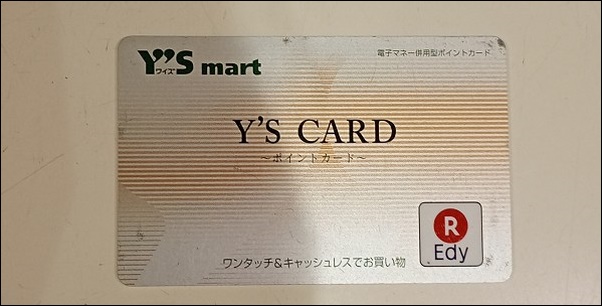 Y'S mart
ワイズ
電子マネー併用型ポイントカード
Y'S CARD
～ポイントカード～
R
Edy
ワンタッチ&キャッシュレスでお買い物